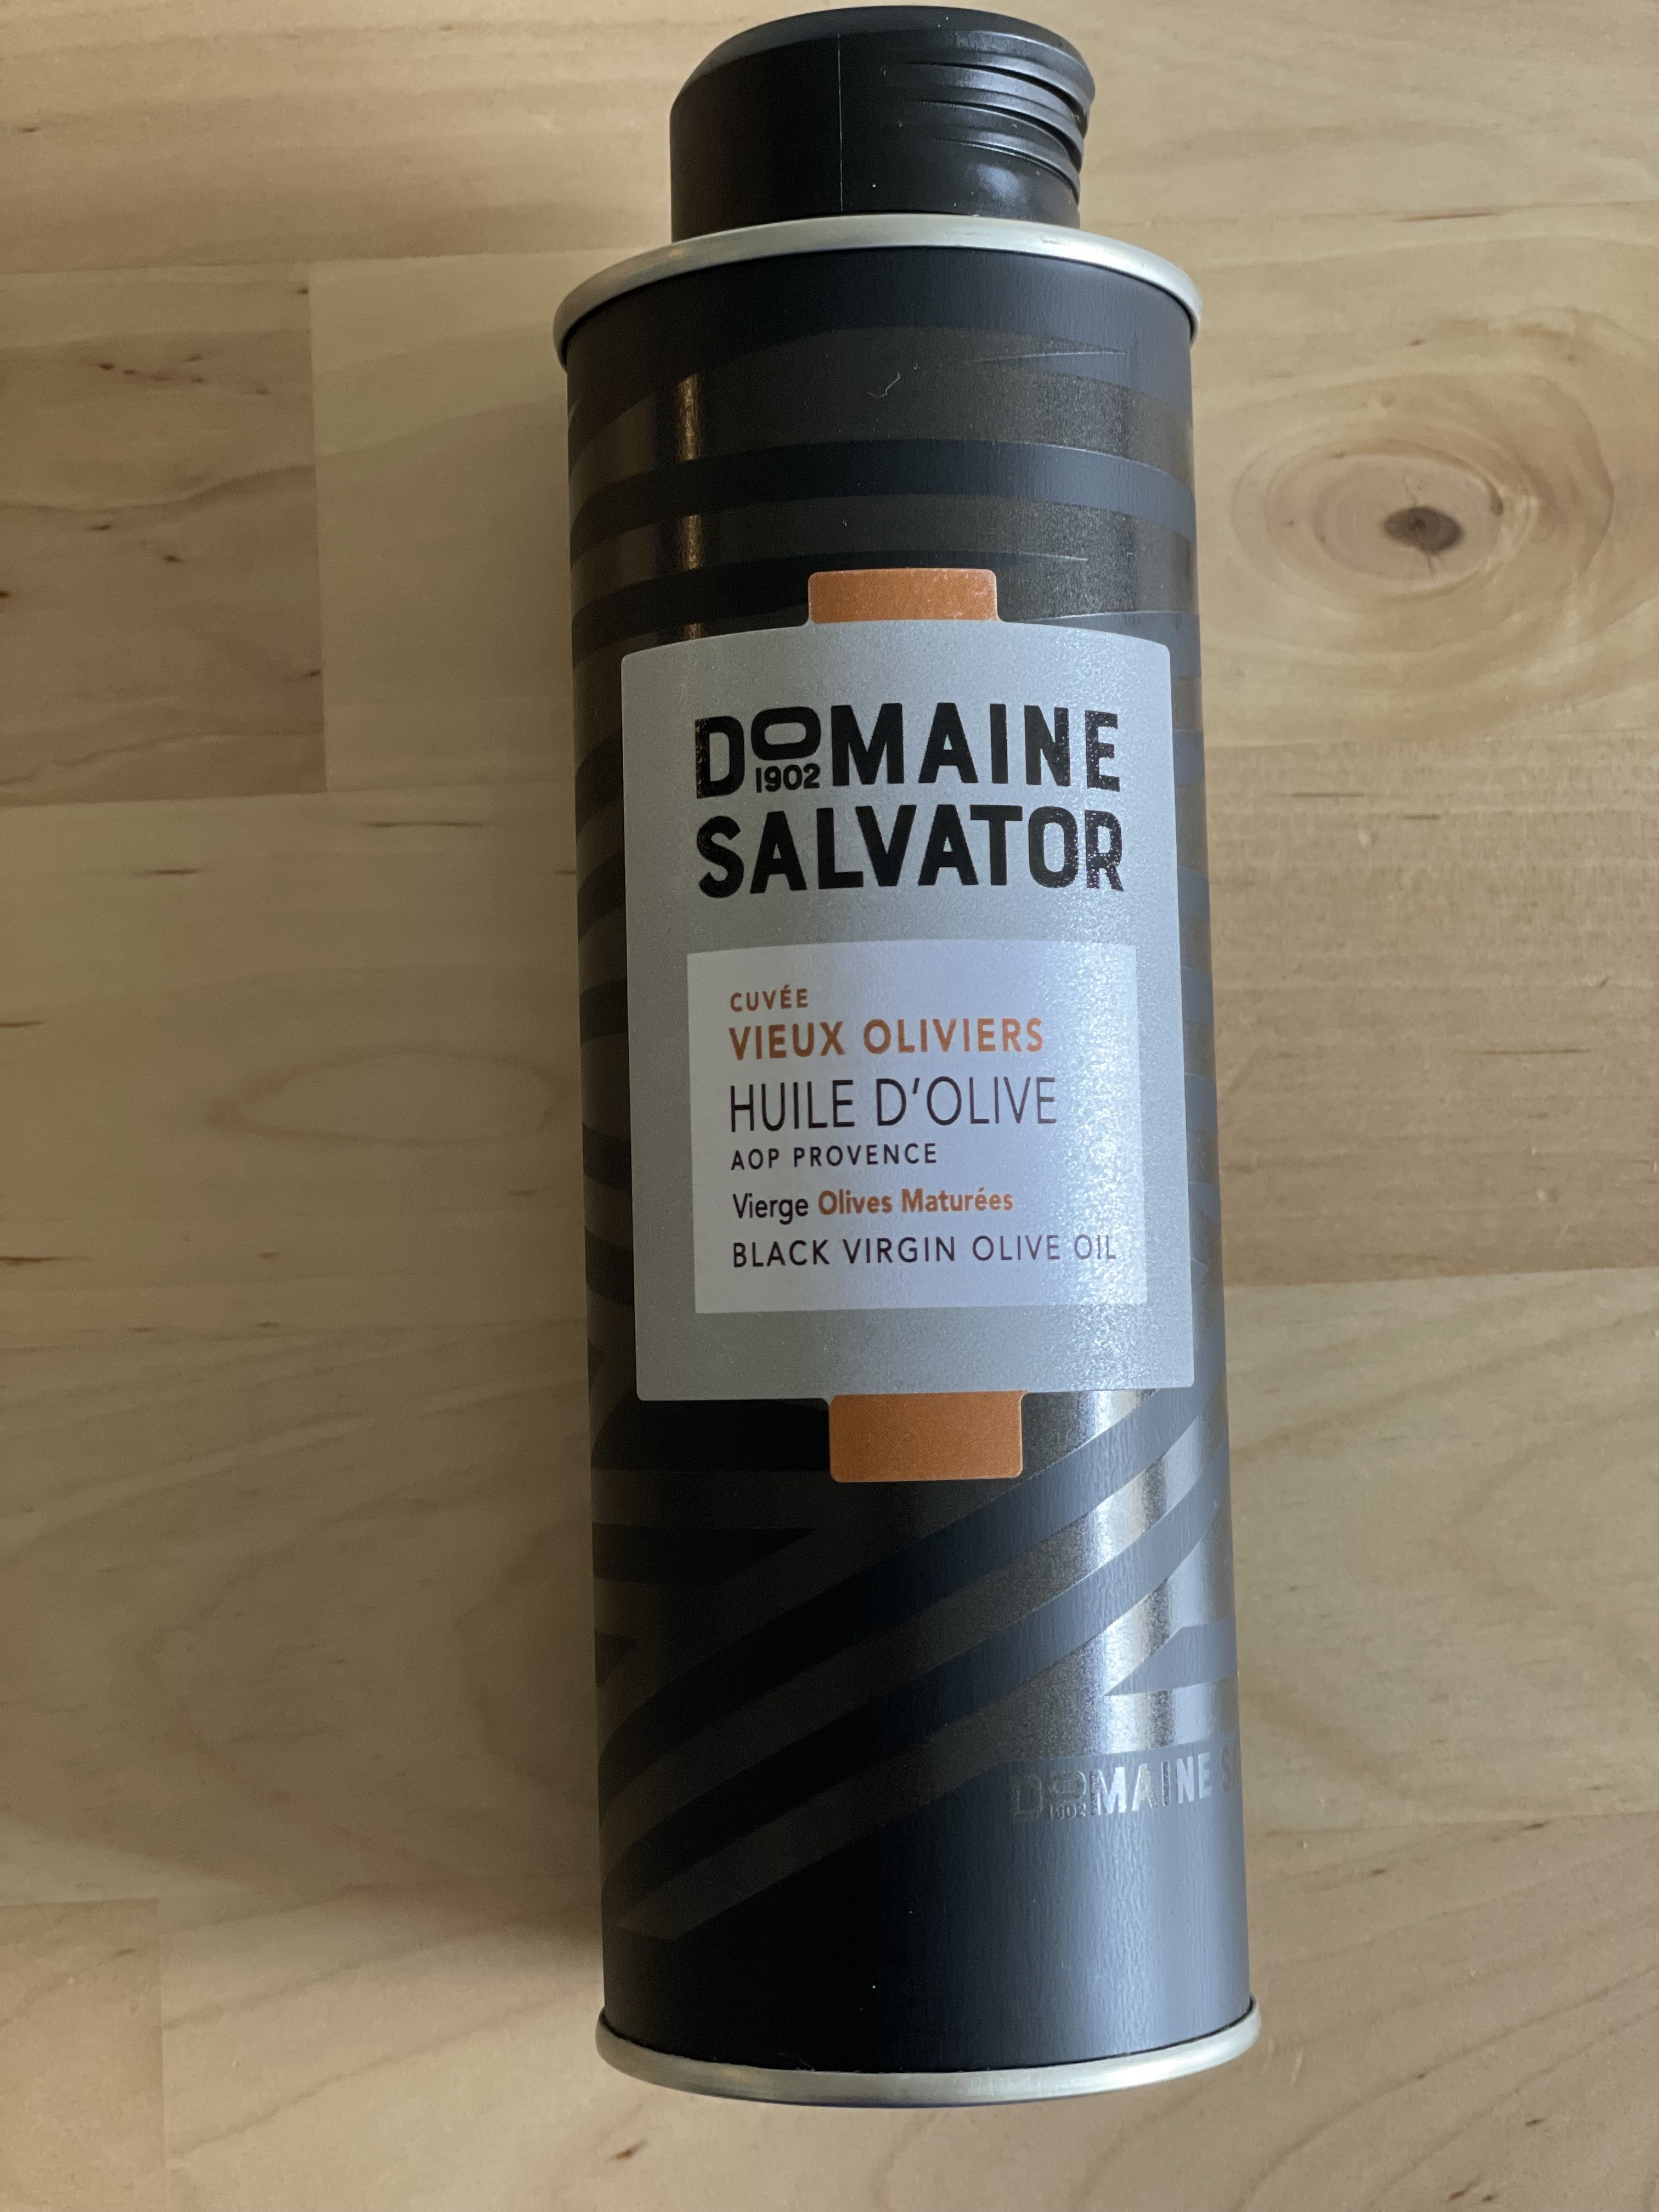 DOMAINE
1902
SALVATOR
CUVÉE
VIEUX OLIVIERS
HUILE D'OLIVE
AOP PROVENCE
Vierge Olives Maturées
BLACK VIRGIN OLIVE OIL
DOMAINE S
1902